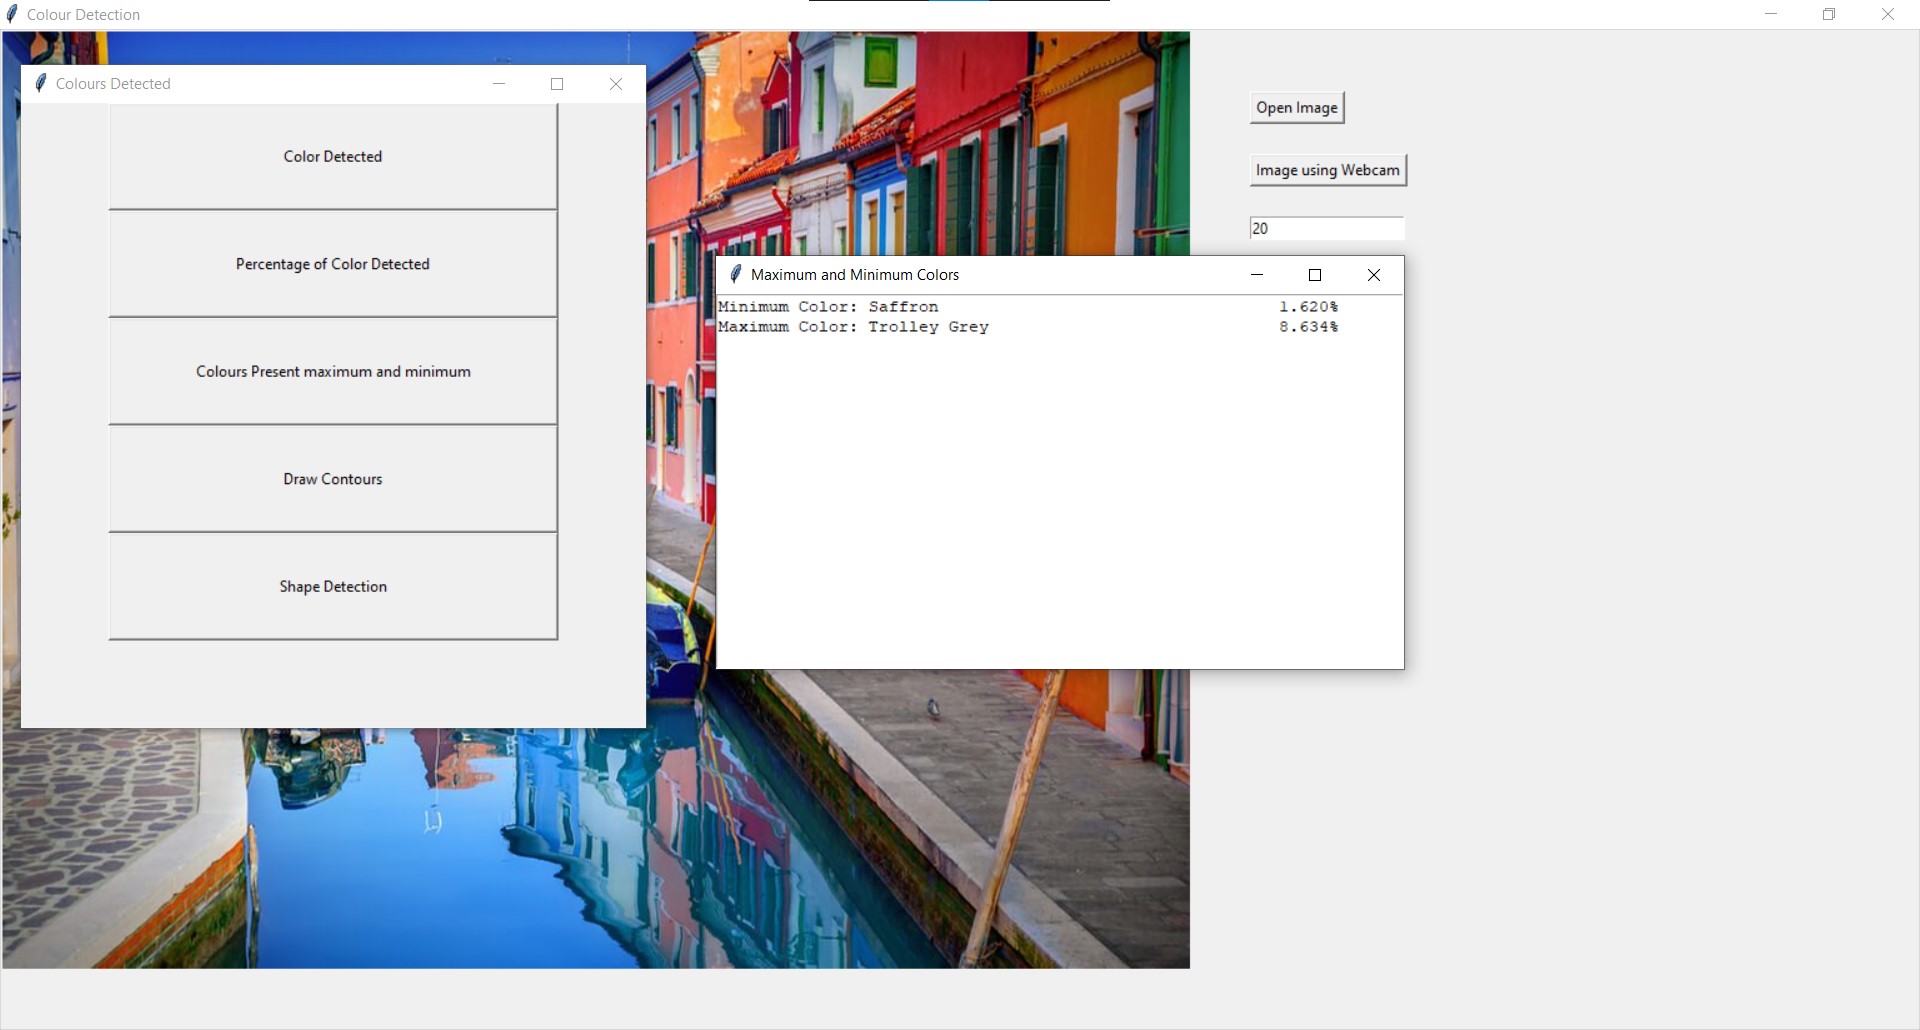 Colour Detection
Colours Detected
Color Detected
Percentage of Color Detected
Colours Present maximum and minimum
Draw Contours
Shape Detection
Open Image
Image using Webcam
20
Maximum and Minimum Colors
Minimum Color: Saffron 1.620%
Maximum Color: Trolley Grey 8.634%